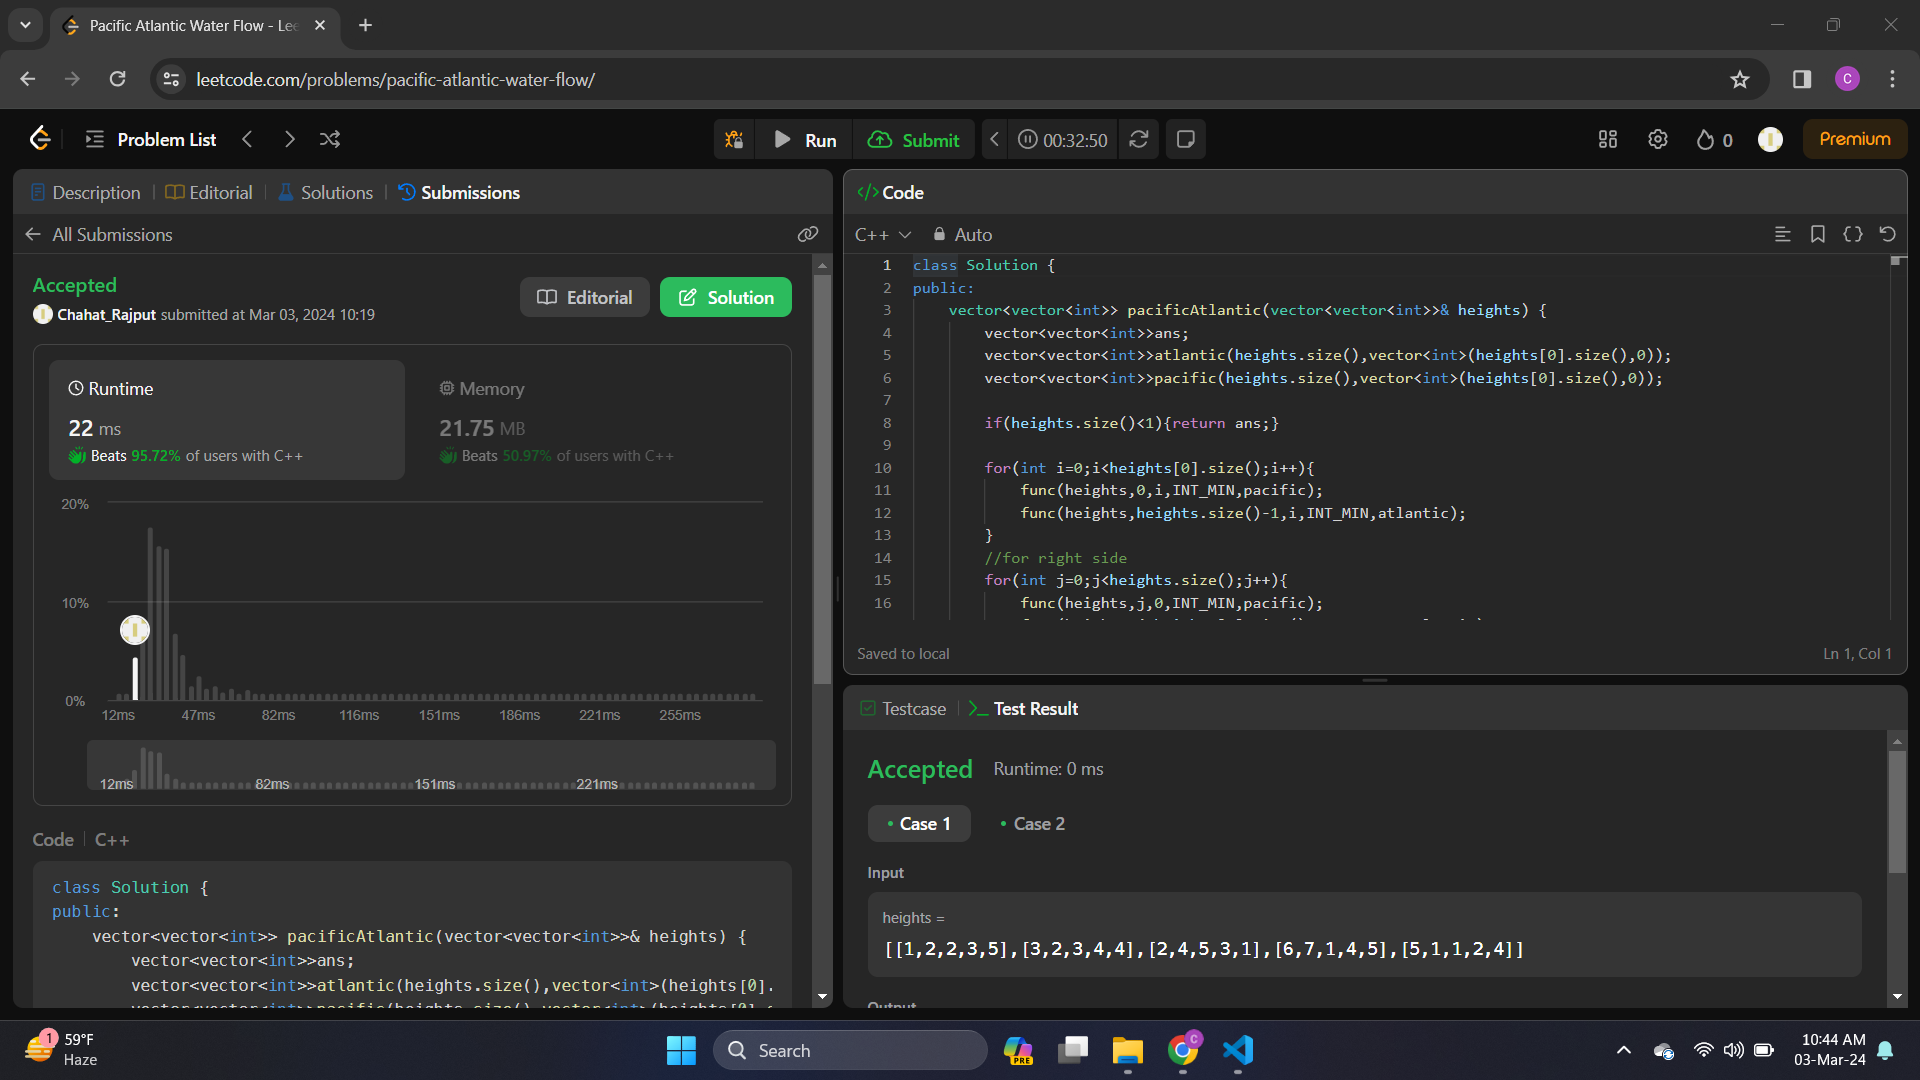 Pacific Atlantic Water Flow - Lee
leetcode.com/problems/pacific-atlantic-water-flow/
C
Problem List
Run
Submit
00:32:50
0
Premium
Description
Editorial
Solutions
Submissions
All Submissions
Accepted
Chahat_Rajput submitted at Mar 03, 2024 10:19
Editorial
Solution
Runtime
22 ms
Beats 95.72% of users with C++
Memory
21.75 MB
Beats 50.97% of users with C++
20%
10%
0%
12ms 47ms 82ms 116ms 151ms 186ms 221ms 255ms
12ms 82ms 151ms 221ms
Code C++
class Solution {
public:
vector<vector<int>> pacificAtlantic(vector<vector<int>>& heights) {
vector<vector<int>>ans;
vector<vector<int>>atlantic(heights.size(),vector<int>(heights[0].
</> Code
C++ Auto
1 class Solution {
2 public:
3 vector<vector<int>> pacificAtlantic(vector<vector<int>>& heights) {
4 vector<vector<int>>ans;
5 vector<vector<int>>atlantic(heights.size(),vector<int>(heights[0].size(),0));
6 vector<vector<int>>pacific(heights.size(),vector<int>(heights[0].size(),0));
7
8 if(heights.size()<1){return ans;}
9
10 for(int i=0;i<heights[0].size();i++){
11 func(heights,0,i,INT_MIN,pacific);
12 func(heights,heights.size()-1,i,INT_MIN,atlantic);
13 }
14 //for right side
15 for(int j=0;j<heights.size();j++){
16 func(heights,j,0,INT_MIN,pacific);
Saved to local
Ln 1, Col 1
Testcase
Test Result
Accepted Runtime: 0 ms
• Case 1
• Case 2
Input
heights =
[[1,2,2,3,5],[3,2,3,4,4],[2,4,5,3,1],[6,7,1,4,5],[5,1,1,2,4]]
Output
1
59°F
Haze
Search
PRE
C
10:44 AM
03-Mar-24